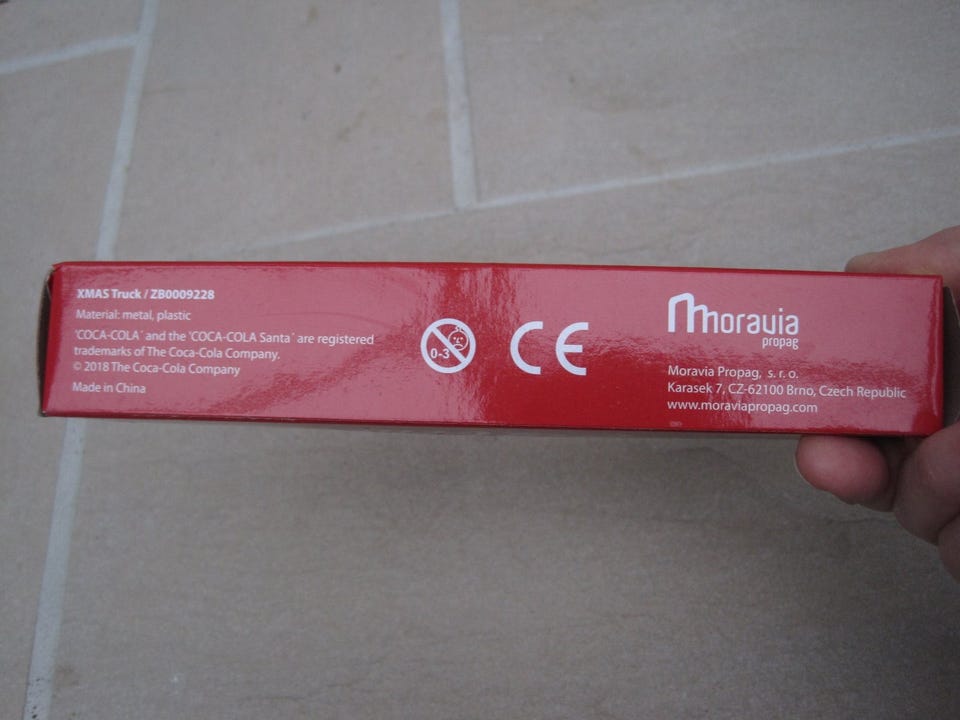 XMAS Truck / ZB0009228
Material: metal, plastic
'COCA-COLA´ and the 'COCA-COLA Santa´ are registered
trademarks of The Coca-Cola Company.
© 2018 The Coca-Cola Company
Made in China
0-3
CE
moravia
propag
Moravia Propag, s. r. o.
Karasek 7, CZ-62100 Brno, Czech Republic
www.moraviapropag.com